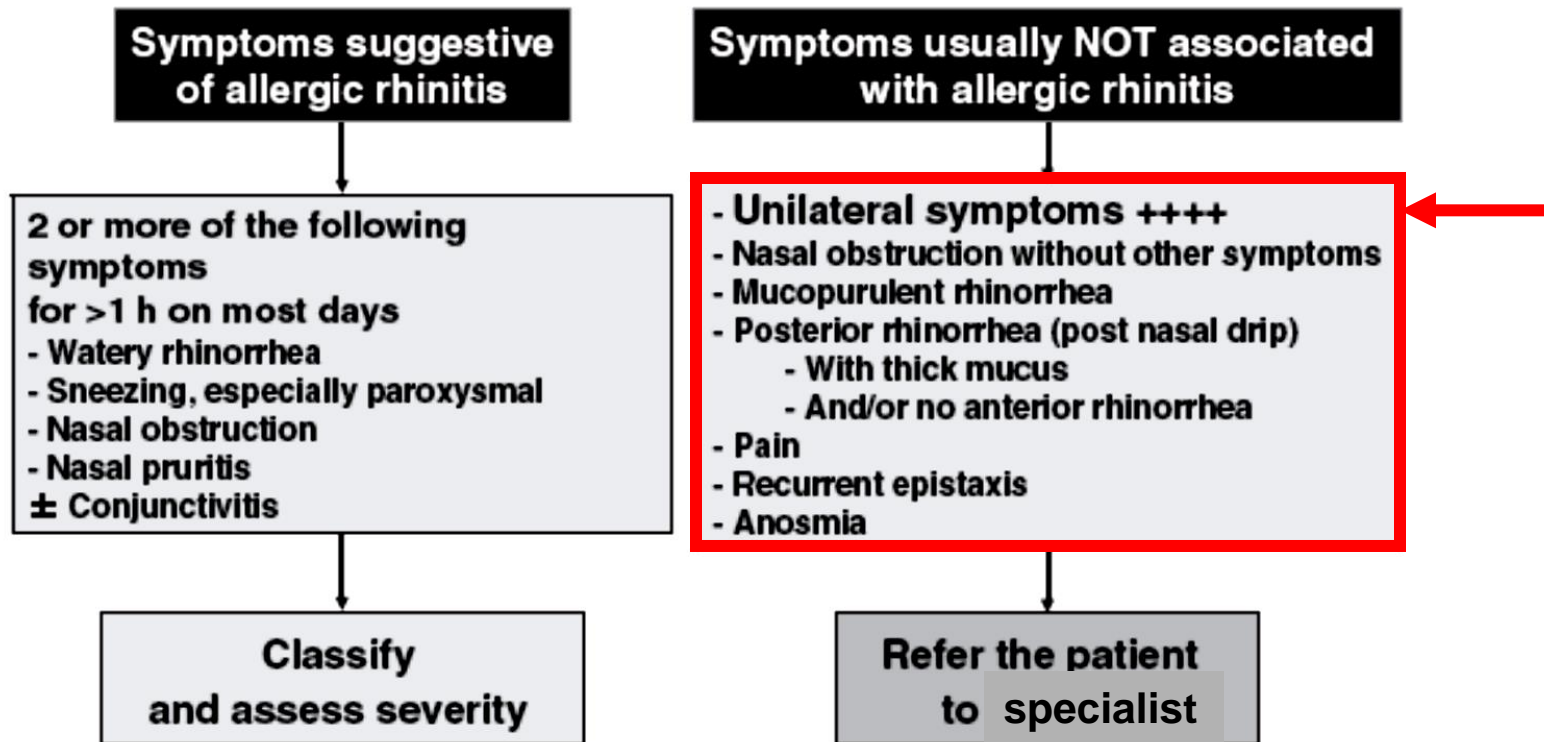 Symptoms suggestive
of allergic rhinitis
2 or more of the following
symptoms
for >1 h on most days
- Watery rhinorrhea
- Sneezing, especially paroxysmal
- Nasal obstruction
- Nasal pruritis
± Conjunctivitis
Classify
and assess severity
Symptoms usually NOT associated
with allergic rhinitis
- Unilateral symptoms ++++
- Nasal obstruction without other symptoms
- Mucopurulent rhinorrhea
- Posterior rhinorrhea (post nasal drip)
- With thick mucus
- And/or no anterior rhinorrhea
- Pain
- Recurrent epistaxis
- Anosmia
Refer the patient
to specialist